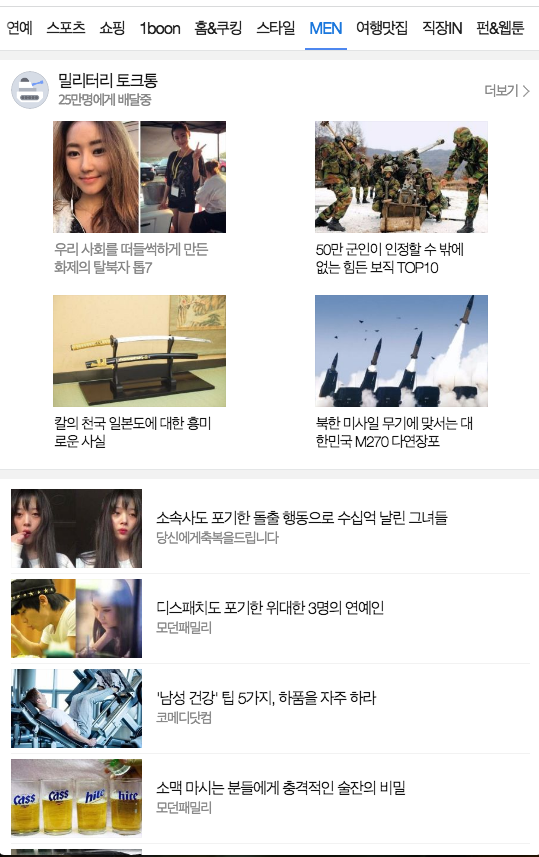 연예 스포츠 쇼핑 1boon 홈&쿠킹 스타일 MEN 여행맛집 직장IN 펀&웹툰
밀리터리 토크통
25만명에게 배달중
더보기
우리 사회를 떠들썩하게 만든
화제의 탈북자 톱7
50만 군인이 인정할 수 밖에
없는 힘든 보직 TOP10
칼의 천국 일본도에 대한 흥미
로운 사실
북한 미사일 무기에 맞서는 대
한민국 M270 다연장포
소속사도 포기한 돌출 행동으로 수십억 날린 그녀들
당신에게축복을드립니다
디스패치도 포기한 위대한 3명의 연예인
모던패밀리
'남성 건강' 팁 5가지, 하품을 자주 하라
코메디닷컴
소맥 마시는 분들에게 충격적인 술잔의 비밀
모던패밀리
Cass Cass hite hite